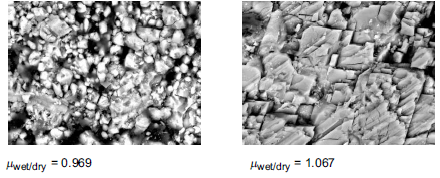 μwet/dry = 0.969
μwet/dry = 1.067